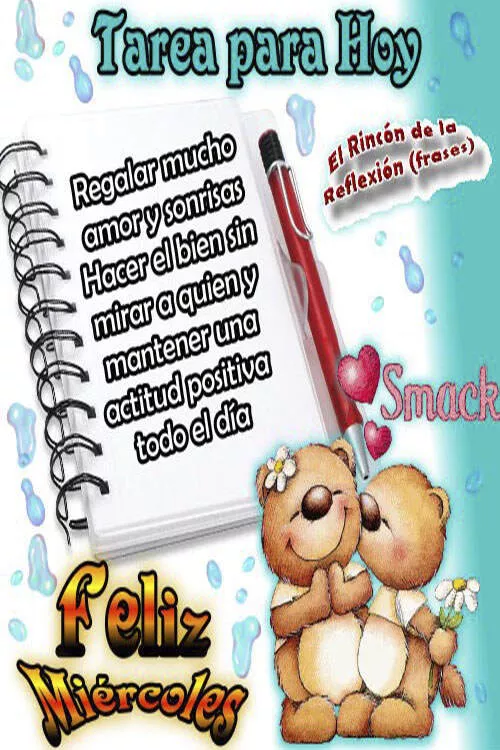 Tarea para Hoy
El Rincón de la
Reflexión (frases)
Regalar mucho
amor y sonrisas
Hacer el bien sin
mirar a quien y
mantener una
actitud positiva
todo el día
Smack
Feliz
Miércoles